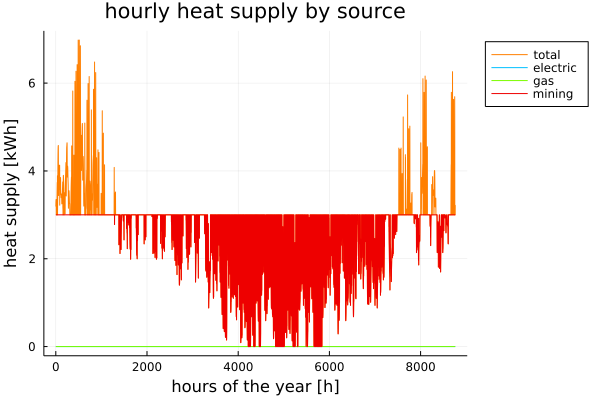 hourly heat supply by source
heat supply [kWh]
6
4
2
0
0 2000 4000 6000 8000
hours of the year [h]
total
electric
gas
mining